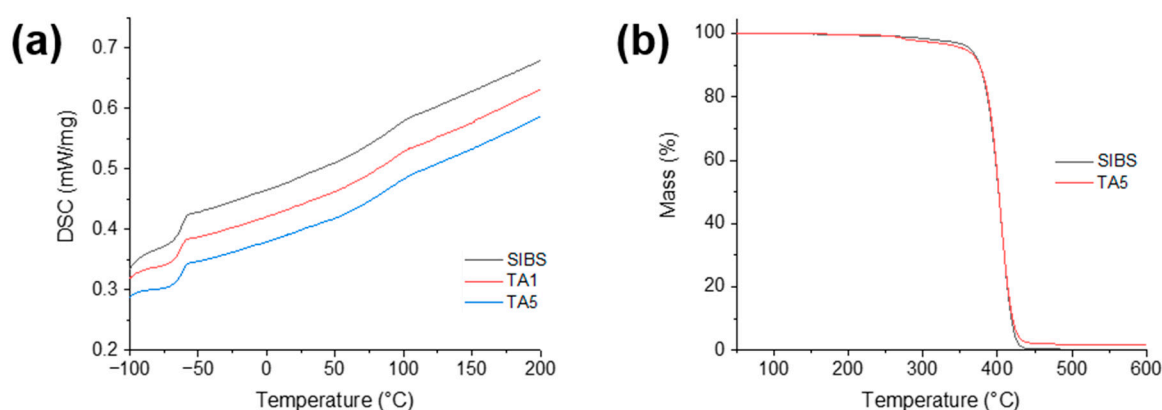 (a)
0.7
0.6
0.5
0.4
0.3
0.2
DSC (mW/mg)
−100 −50 0 50 100 150 200
Temperature (°C)
SIBS
TA1
TA5
(b)
100
80
60
40
20
0
Mass (%)
100 200 300 400 500 600
Temperature (°C)
SIBS
TA5